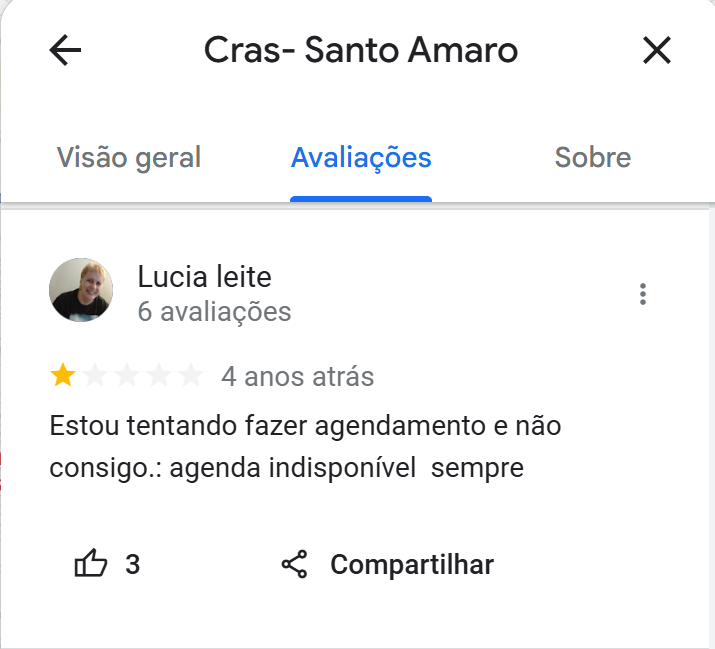 Cras- Santo Amaro
Visão geral Avaliações Sobre
Lucia leite
6 avaliações
4 anos atrás
Estou tentando fazer agendamento e não
consigo.: agenda indisponível  sempre
3 Compartilhar